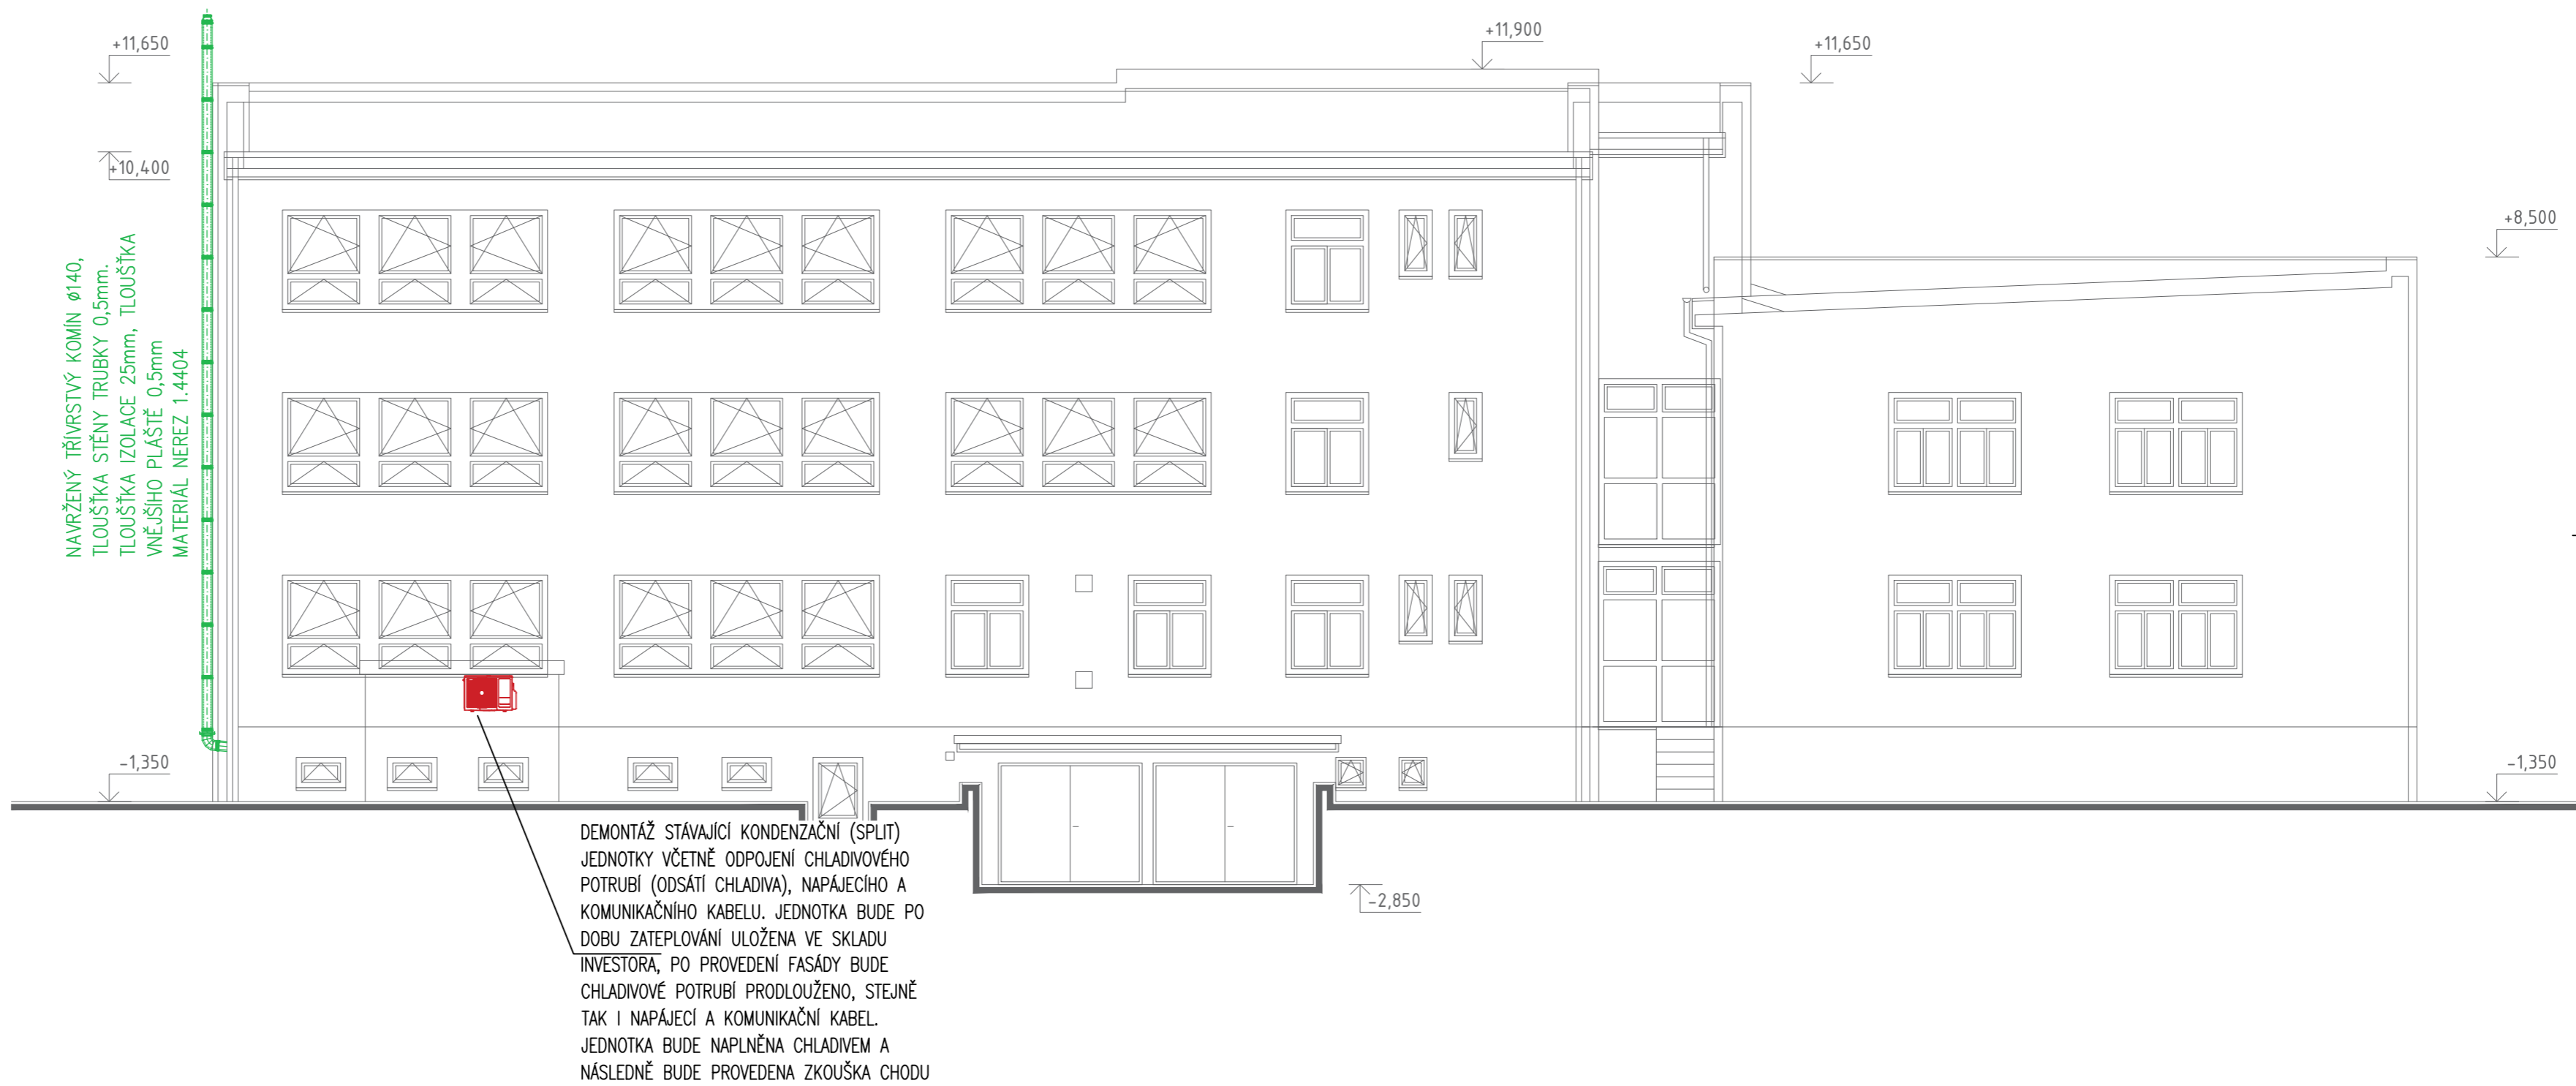 +11,650
+11,900
+11,650
+10,400
+8,500
NAVRŽENÝ TŘÍVRSTVÝ KOMÍN ø140,
TLOUŠŤKA STĚNY TRUBKY 0,5mm.
TLOUŠŤKA IZOLACE 25mm, TLOUŠŤKA
VNĚJŠÍHO PLÁŠTĚ 0,5mm
MATERIÁL NEREZ 1.4404
-1,350
-1,350
DEMONTÁŽ STÁVAJÍCÍ KONDENZAČNÍ (SPLIT)
JEDNOTKY VČETNĚ ODPOJENÍ CHLADIVOVÉHO
POTRUBÍ (ODSÁTÍ CHLADIVA), NAPÁJECÍHO A
KOMUNIKAČNÍHO KABELU. JEDNOTKA BUDE PO
DOBU ZATEPLOVÁNÍ ULOŽENA VE SKLADU
INVESTORA, PO PROVEDENÍ FASÁDY BUDE
CHLADIVOVÉ POTRUBÍ PRODLOUŽENO, STEJNĚ
TAK I NAPÁJECÍ A KOMUNIKAČNÍ KABEL.
JEDNOTKA BUDE NAPLNĚNA CHLADIVEM A
NÁSLEDNĚ BUDE PROVEDENA ZKOUŠKA CHODU
-2,850